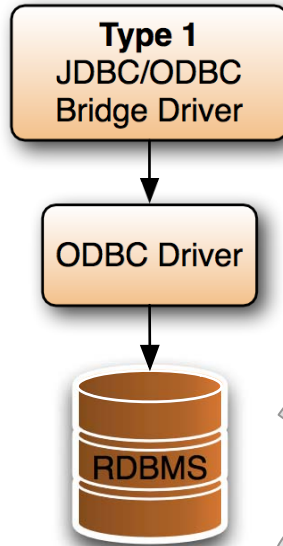 Type 1
JDBC/ODBC
Bridge Driver
ODBC Driver
RDBMS